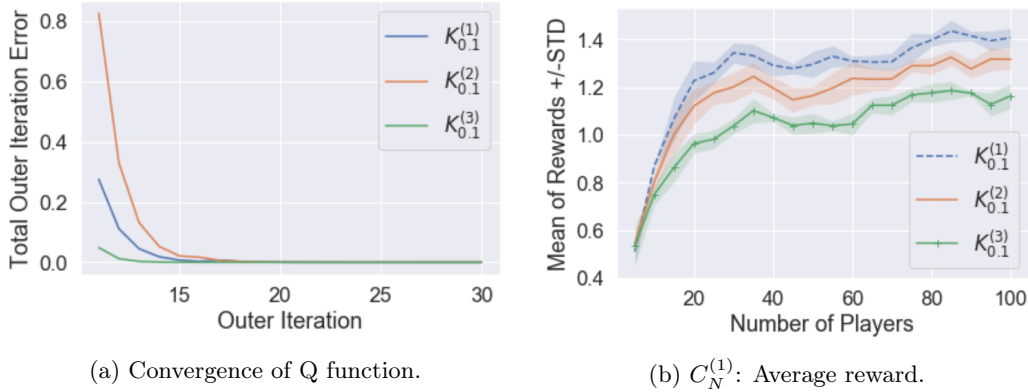 0.8
0.6
0.4
0.2
0.0
Total Outer Iteration Error
15
20
25
30
Outer Iteration
K_{0.1}^{(1)}
K_{0.1}^{(2)}
K_{0.1}^{(3)}
(a) Convergence of Q function.
1.4
1.2
1.0
0.8
0.6
0.4
Mean of Rewards +/-STD
20
40
60
80
100
Number of Players
K_{0.1}^{(1)}
K_{0.1}^{(2)}
K_{0.1}^{(3)}
(b) C_N^{(1)}: Average reward.